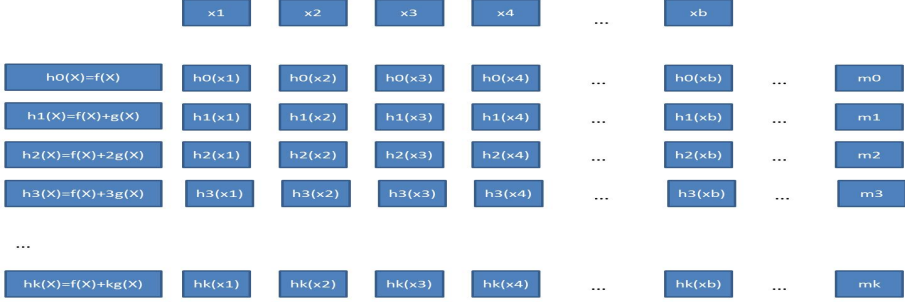 x1 x2 x3 x4 ... xb
h0(X)=f(X) h0(x1) h0(x2) h0(x3) h0(x4) ... h0(xb) ... m0
h1(X)=f(X)+g(X) h1(x1) h1(x2) h1(x3) h1(x4) ... h1(xb) ... m1
h2(X)=f(X)+2g(X) h2(x1) h2(x2) h2(x3) h2(x4) ... h2(xb) ... m2
h3(X)=f(X)+3g(X) h3(x1) h3(x2) h3(x3) h3(x4) ... h3(xb) ... m3
...
hk(X)=f(X)+kg(X) hk(x1) hk(x2) hk(x3) hk(x4) ... hk(xb) ... mk